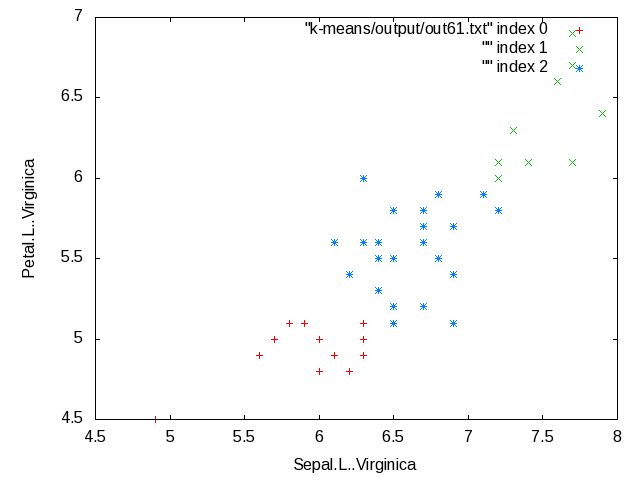 7
6.5
6
5.5
5
4.5
"k-means/output/out61.txt" index 0
"" index 1
"" index 2
Petal.L..Virginica
4.5 5 5.5 6 6.5 7 7.5 8
Sepal.L..Virginica